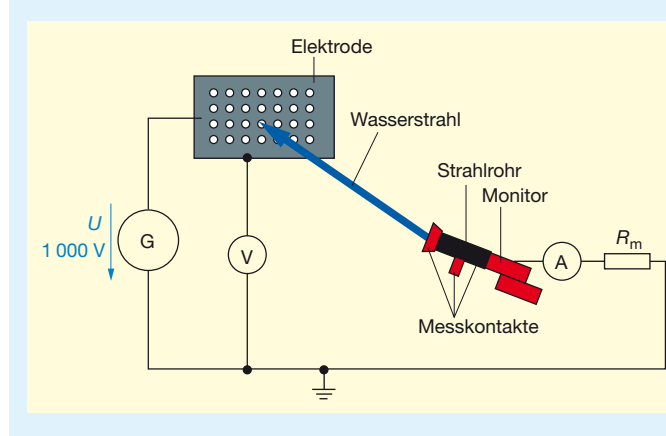 Elektrode
Wasserstrahl
Strahlrohr
Monitor
U
1 000 V
G
V
A
Rm
Messkontakte